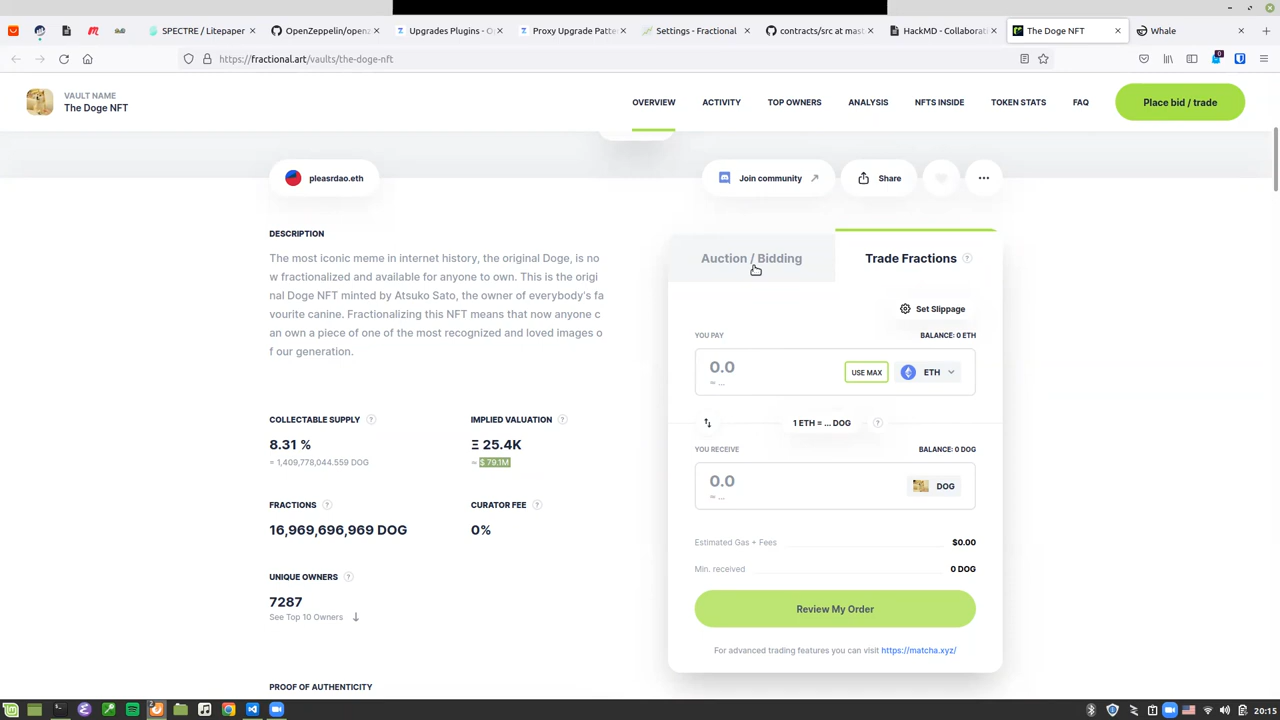 SPECTRE / Litepaper
OpenZeppelin/openz
Upgrades Plugins - O
Proxy Upgrade Patte
Settings - Fractional
contracts/src at mast
HackMD - Collaborati
The Doge NFT
Whale
https://fractional.art/vaults/the-doge-nft
VAULT NAME
The Doge NFT
OVERVIEW
ACTIVITY
TOP OWNERS
ANALYSIS
NFTS INSIDE
TOKEN STATS
FAQ
Place bid / trade
pleasrdao.eth
Join community
Share
DESCRIPTION
The most iconic meme in internet history, the original Doge, is no
w fractionalized and available for anyone to own. This is the origi
nal Doge NFT minted by Atsuko Sato, the owner of everybody's fa
vourite canine. Fractionalizing this NFT means that now anyone c
an own a piece of one of the most recognized and loved images o
f our generation.
COLLECTABLE SUPPLY ?
8.31 %
= 1,409,778,044.559 DOG
IMPLIED VALUATION ?
Ξ 25.4K
≈ $ 79.1M
FRACTIONS ?
16,969,696,969 DOG
CURATOR FEE ?
0%
UNIQUE OWNERS ?
7287
See Top 10 Owners ↓
PROOF OF AUTHENTICITY
Auction / Bidding
Trade Fractions ?
Set Slippage
YOU PAY
BALANCE: 0 ETH
0.0
≈ ...
USE MAX
ETH
1 ETH = ... DOG ?
YOU RECEIVE
BALANCE: 0 DOG
0.0
≈ ...
DOG
Estimated Gas + Fees
$0.00
Min. received
0 DOG
Review My Order
For advanced trading features you can visit https://matcha.xyz/
20:15